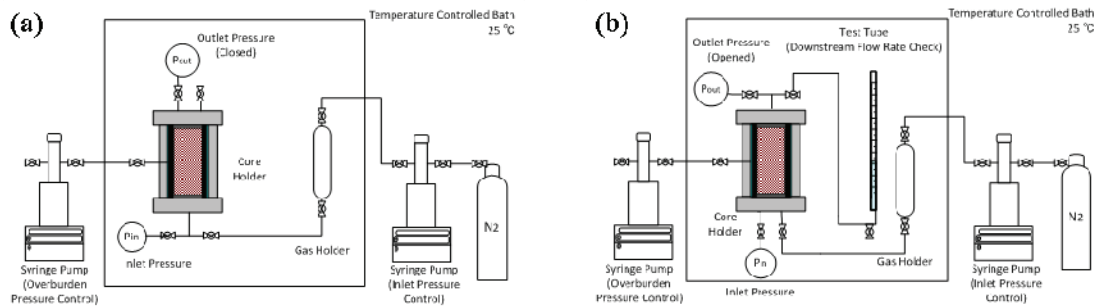 (a)
Temperature Controlled Bath
25 °C
Outlet Pressure
(Closed)
Pout
Core
Holder
Pin
Inlet Pressure
Gas Holder
N2
Syringe Pump
(Overburden
Pressure Control)
Syringe Pump
(Inlet Pressure
Control)
(b)
Temperature Controlled Bath
25 °C
Test Tube
(Downstream Flow Rate Check)
Outlet Pressure
(Opened)
Pout
Core
Holder
Pin
Inlet Pressure
Gas Holder
N2
Syringe Pump
(Overburden
Pressure Control)
Syringe Pump
(Inlet Pressure
Control)